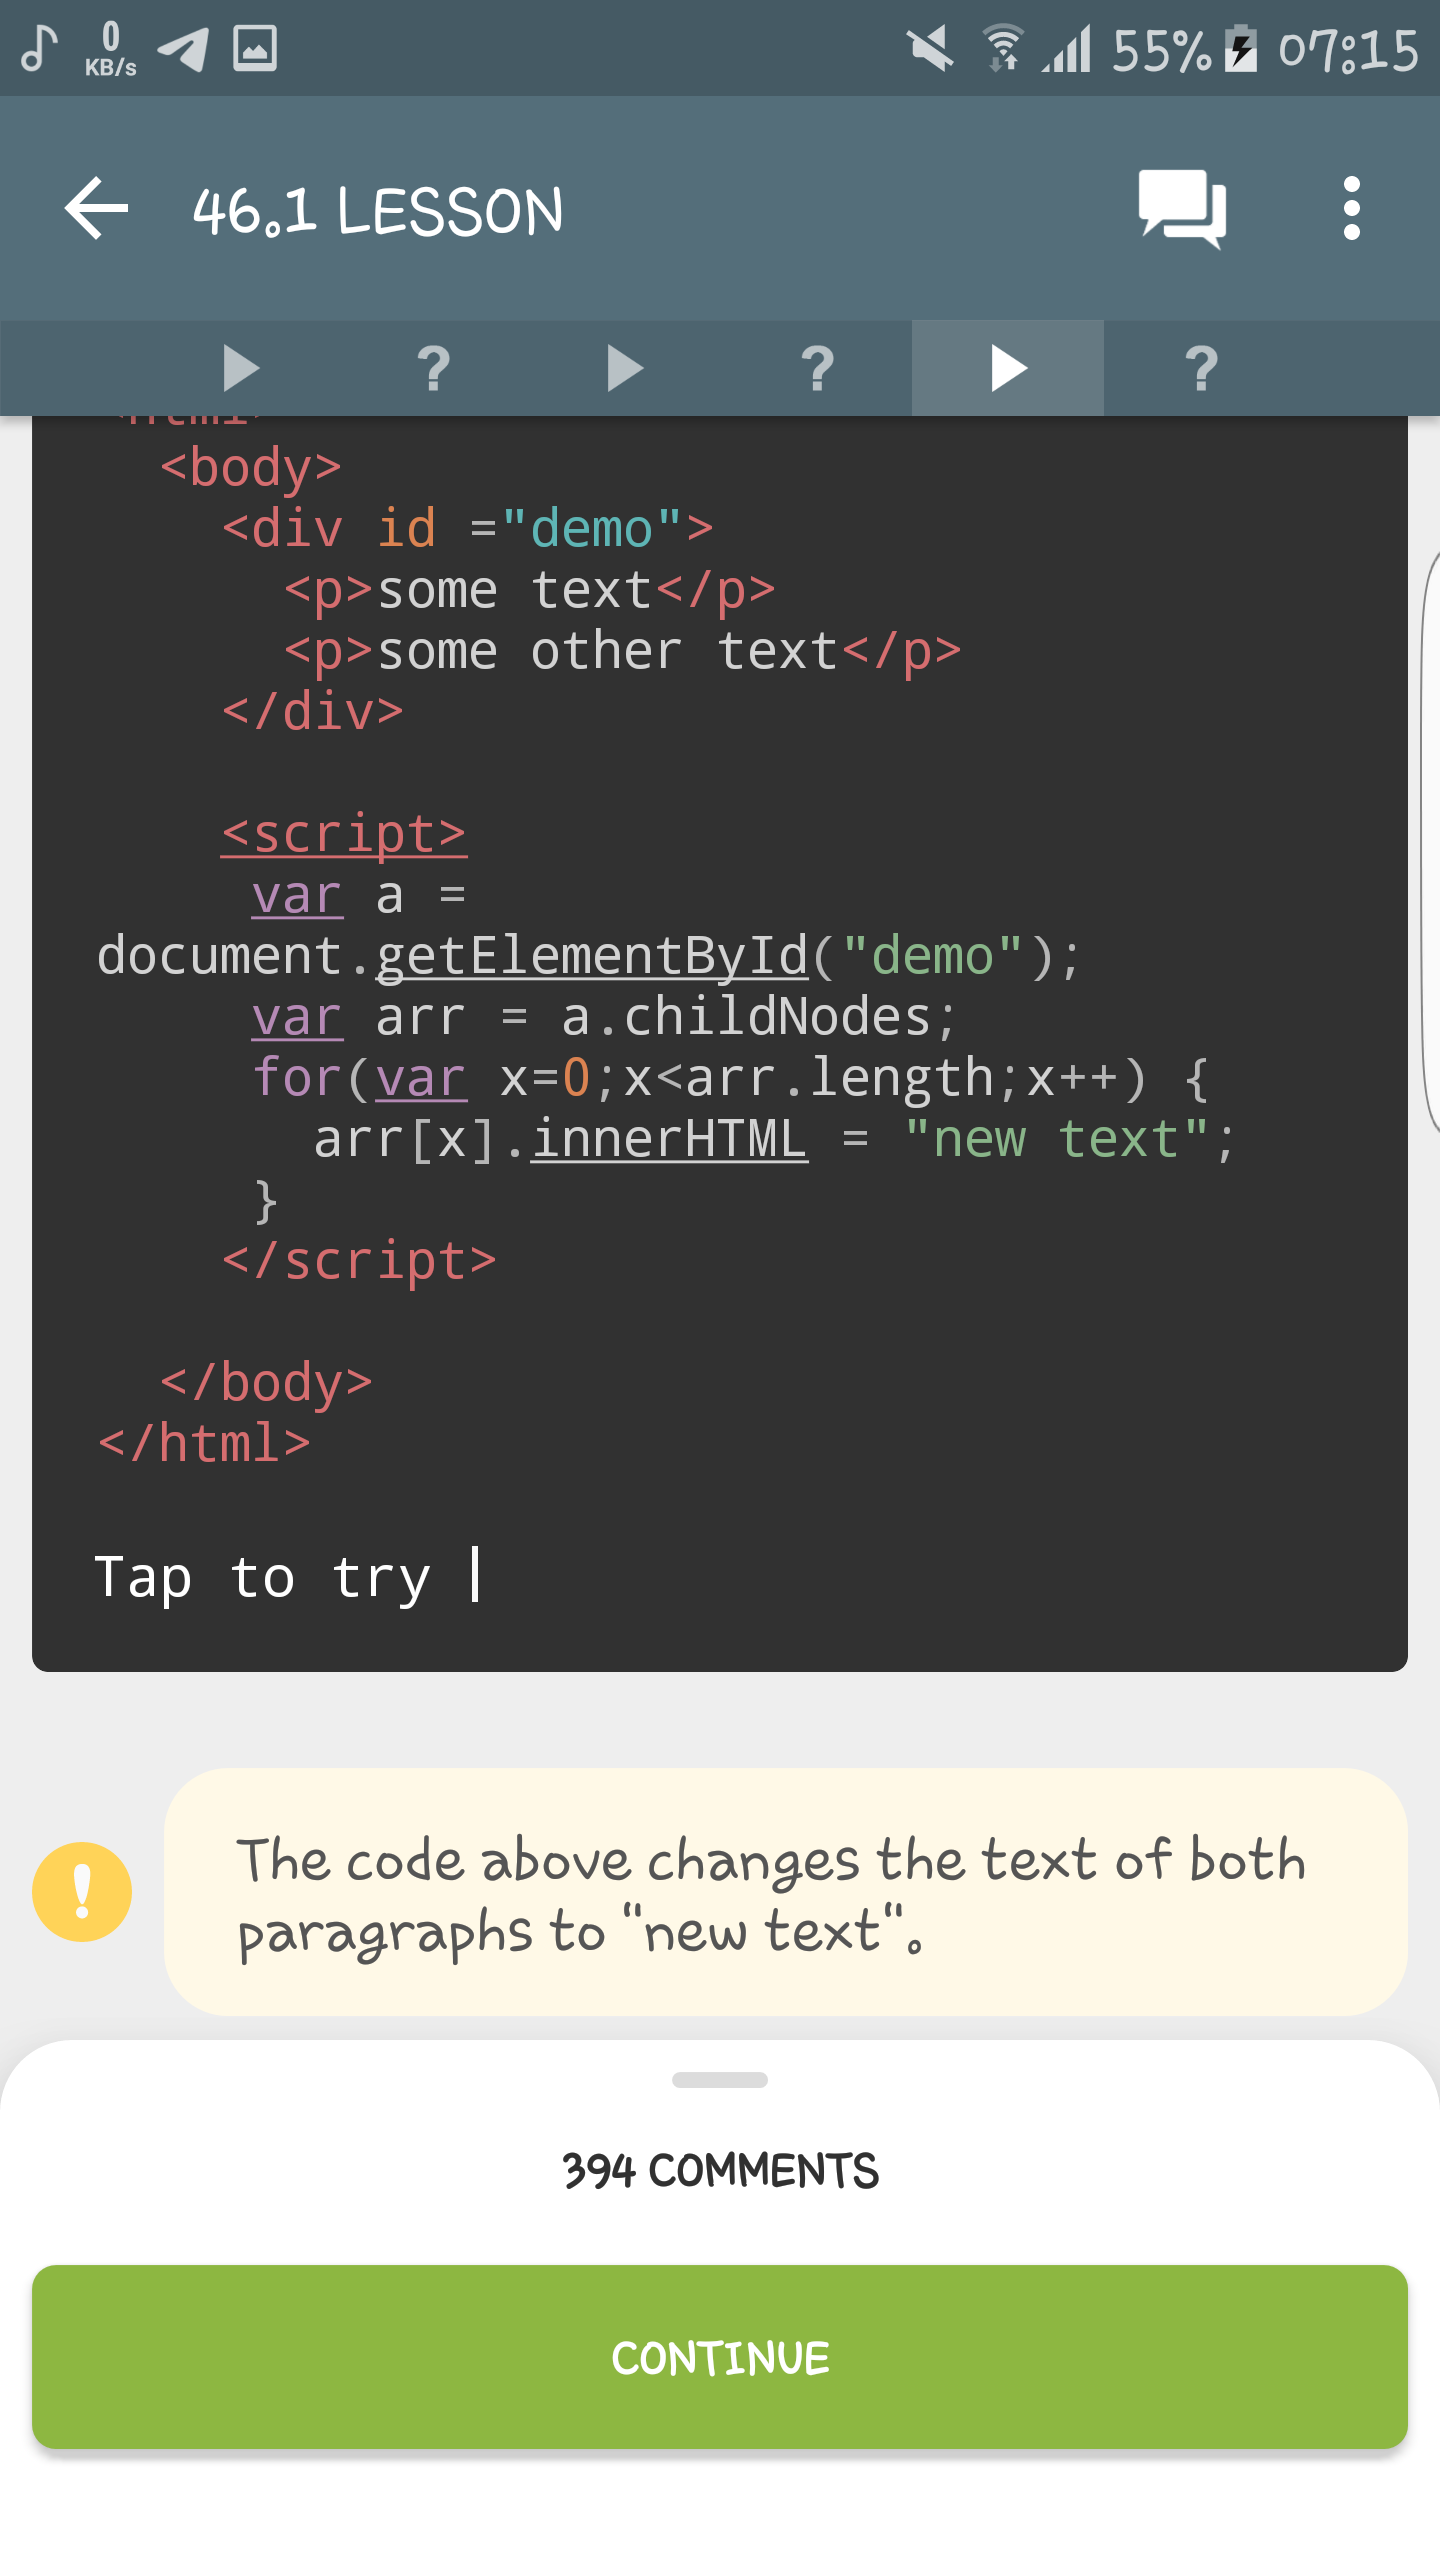 0
KB/s
55%
07:15
46.1 LESSON
? ? ?
<html>
<body>
<div id ="demo">
<p>some text</p>
<p>some other text</p>
</div>
<script>
var a =
document.getElementById("demo");
var arr = a.childNodes;
for(var x=0;x<arr.length;x++) {
arr[x].innerHTML = "new text";
}
</script>
</body>
</html>
Tap to try
The code above changes the text of both
paragraphs to "new text".
394 COMMENTS
CONTINUE